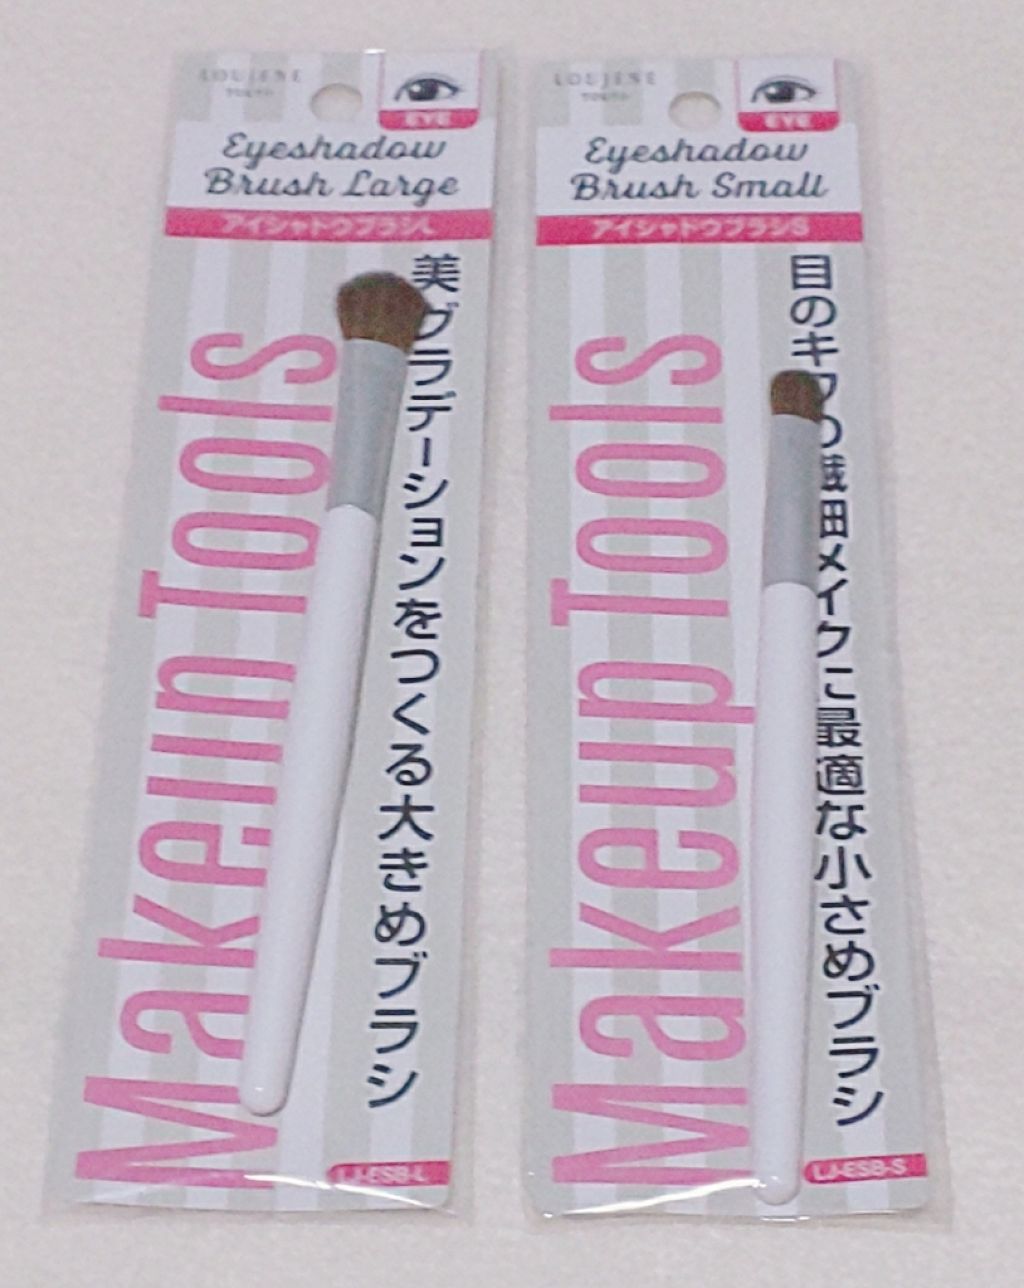 LOUJENE
TOKYO
EYE
Eyeshadow
Brush Large
アイシャドウブラシL
美グラデーションをつくる大きめブラシ
Makeup Tools
LJ-ESB-L
LOUJENE
TOKYO
EYE
Eyeshadow
Brush Small
アイシャドウブラシS
目のキワの繊細メイクに最適な小さめブラシ
Makeup Tools
LJ-ESB-S